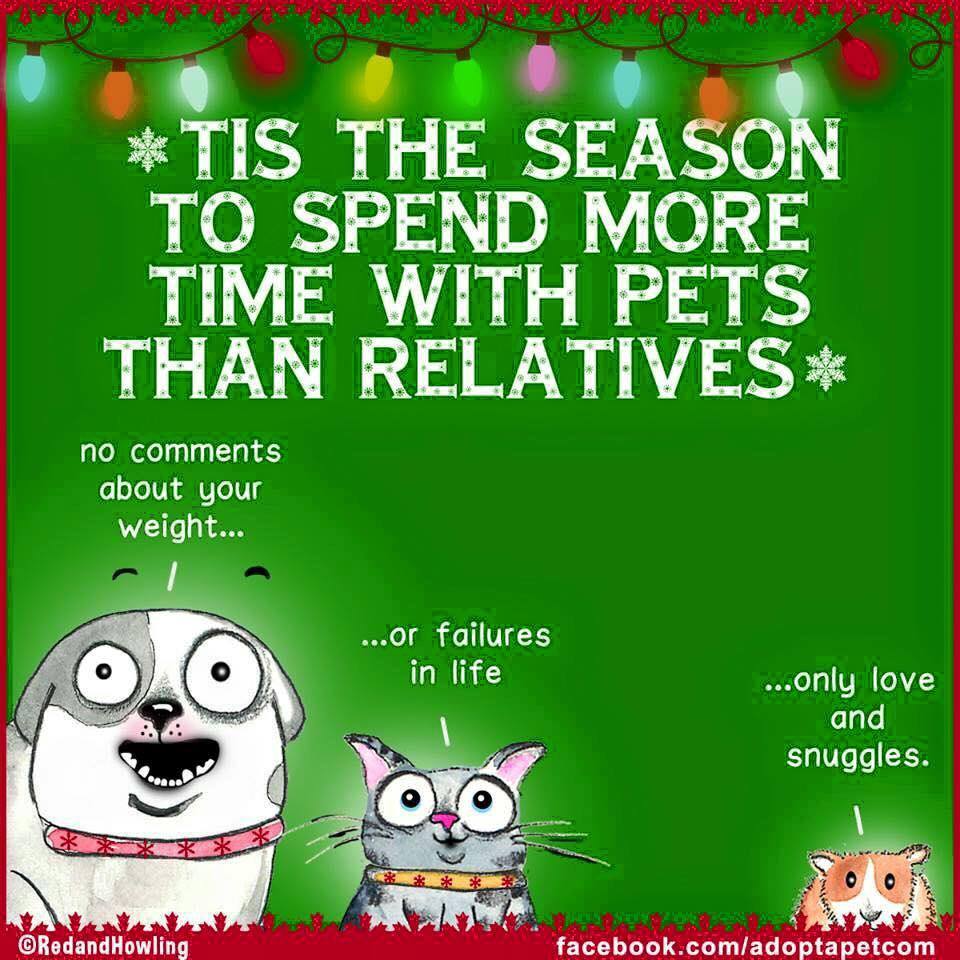 *TIS THE SEASON
TO SPEND MORE
TIME WITH PETS
THAN RELATIVES*
no comments
about your
weight...
...or failures
in life
...only love
and
snuggles.
©RedandHowling
facebook.com/adoptapetcom